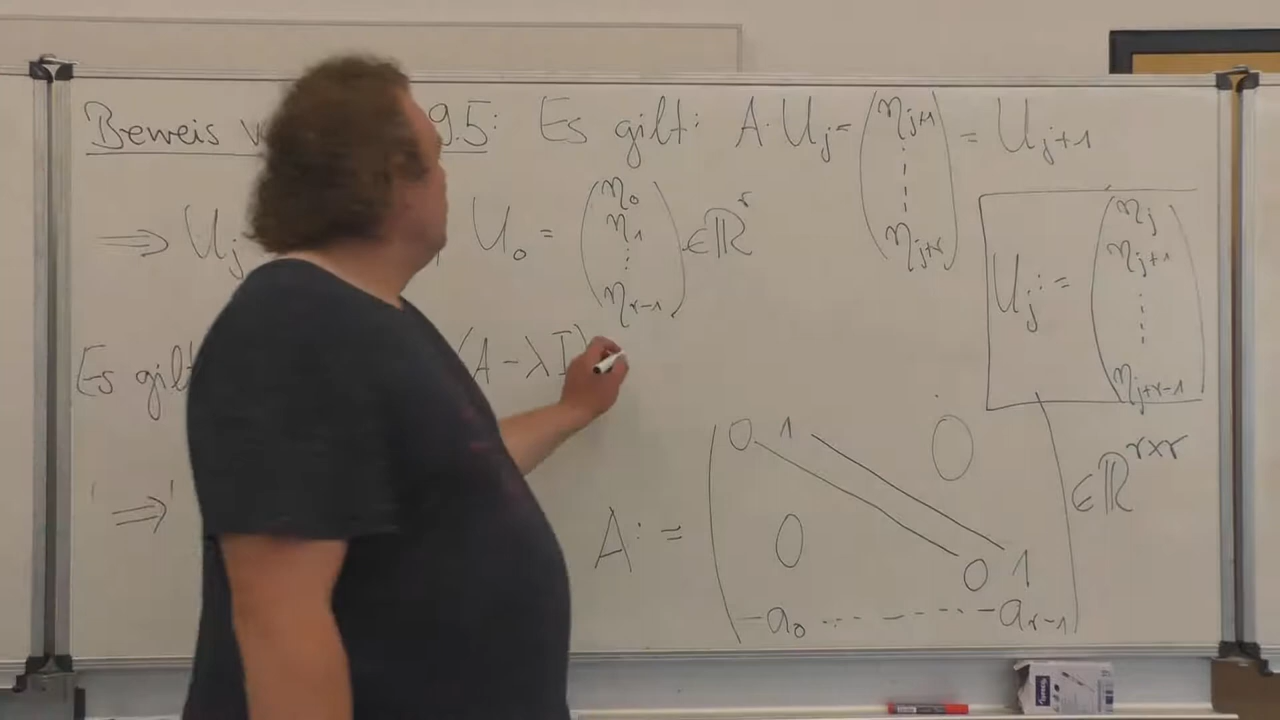 Beweis v 9.5: Es gilt: A·U_j = (η_{j+1} ⋮ η_{j+r}) = U_{j+1}
⟹ U_j U_0 = (η_0 η_1 ⋮ η_{r-1}) ∈ ℝ^r
U_j := (η_j η_{j+1} ⋮ η_{j+r-1})
Es gilt (A - λI)
'⟹'
A := (0 1 0 0 0 1 -a_0 ... --- -a_{r-1}) ∈ ℝ^{r×r}